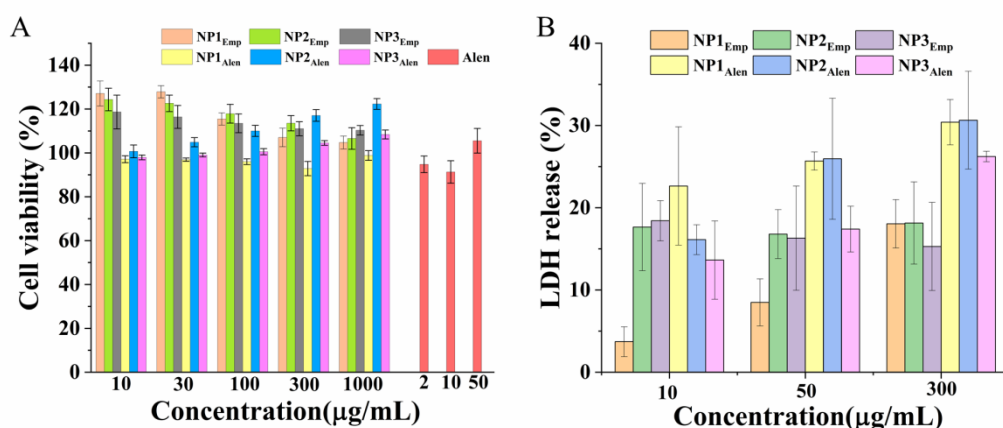 A
NP1Emp NP2Emp NP3Emp
NP1Alen NP2Alen NP3Alen Alen
Cell viability (%)
140
120
100
80
60
40
20
0
10 30 100 300 1000 2 10 50
Concentration(μg/mL)
B
NP1Emp NP2Emp NP3Emp
NP1Alen NP2Alen NP3Alen
LDH release (%)
40
30
20
10
0
10 50 300
Concentration(μg/mL)